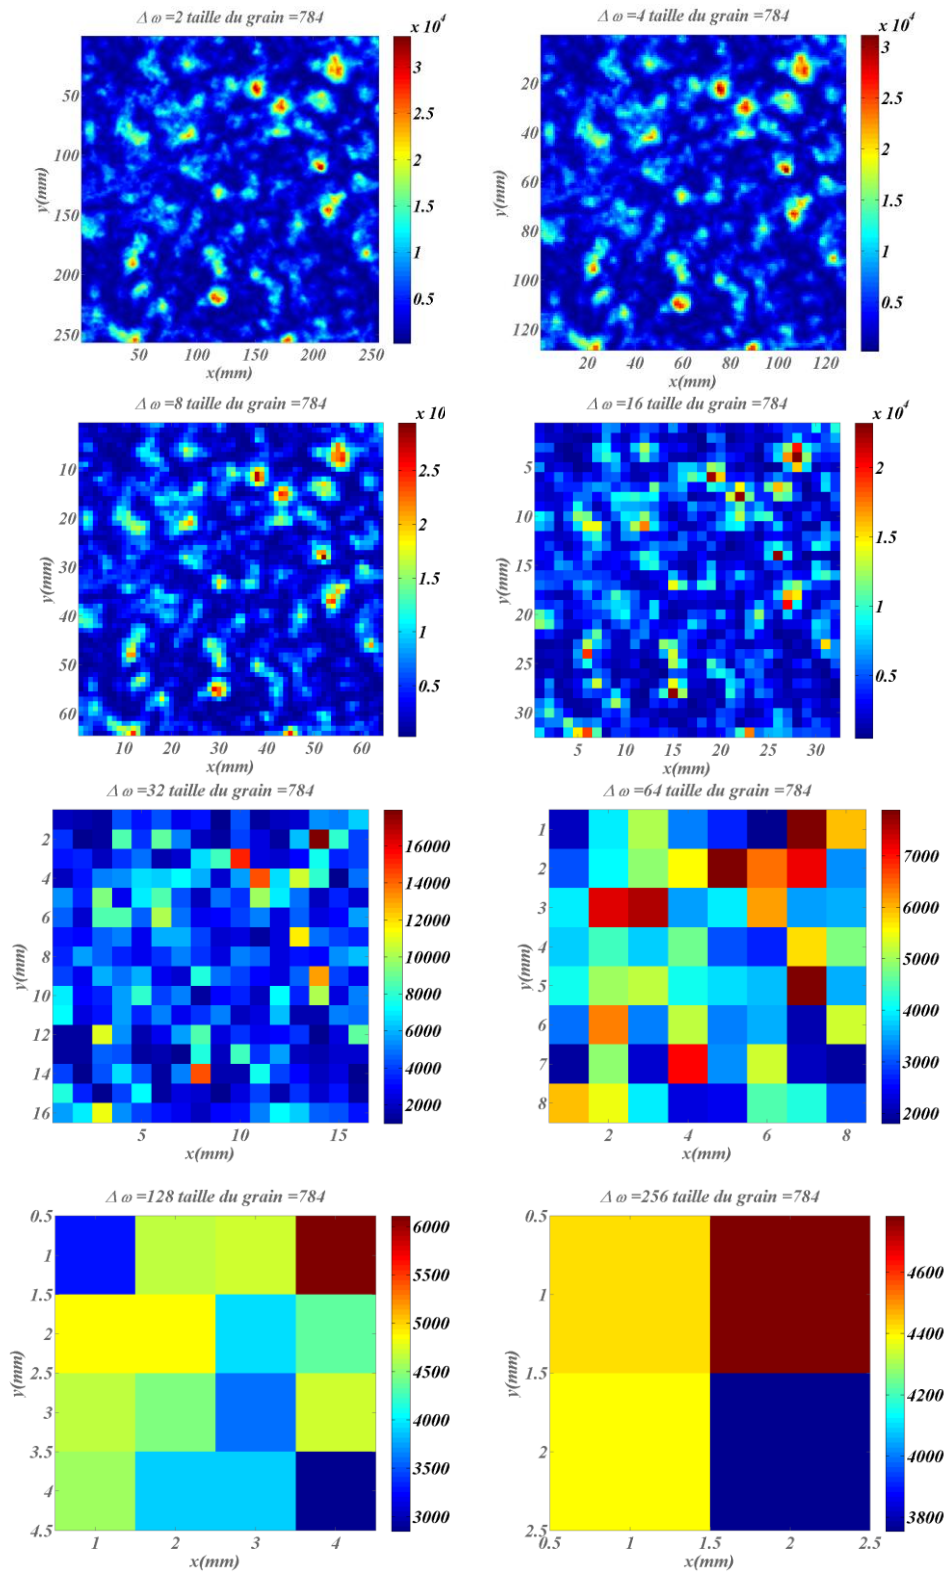 Δ ω =2 taille du grain =784
x 10⁴
50
100
150
200
250
y(mm)
50 100 150 200 250
x(mm)
3.5
3
2.5
2
1.5
1
0.5
Δ ω =4 taille du grain =784
x 10⁴
20
40
60
80
100
120
y(mm)
20 40 60 80 100 120
x(mm)
3
2.5
2
1.5
1
0.5
Δ ω =8 taille du grain =784
x 10
10
20
30
40
50
60
y(mm)
10 20 30 40 50 60
x(mm)
2.5
2
1.5
1
0.5
Δ ω =16 taille du grain =784
x 10⁴
5
10
15
20
25
30
y(mm)
5 10 15 20 25 30
x(mm)
2
1.5
1
0.5
Δ ω =32 taille du grain =784
2
4
6
8
10
12
14
16
y(mm)
5 10 15
x(mm)
16000
14000
12000
10000
8000
6000
4000
2000
Δ ω =64 taille du grain =784
1
2
3
4
5
6
7
8
y(mm)
2 4 6 8
x(mm)
7000
6000
5000
4000
3000
2000
Δ ω =128 taille du grain =784
0.5
1
1.5
2
2.5
3
3.5
4
4.5
y(mm)
1 2 3 4
x(mm)
6000
5500
5000
4500
4000
3500
3000
Δ ω =256 taille du grain =784
0.5
1
1.5
2
2.5
y(mm)
0.5 1 1.5 2 2.5
x(mm)
4600
4400
4200
4000
3800